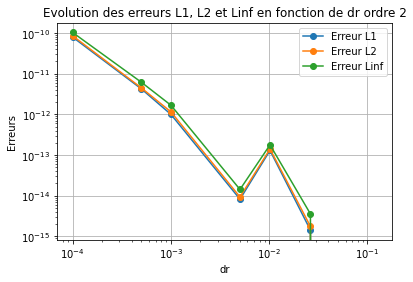 Evolution des erreurs L1, L2 et Linf en fonction de dr ordre 2
Erreur L1
Erreur L2
Erreur Linf
Erreurs
10⁻¹⁰
10⁻¹¹
10⁻¹²
10⁻¹³
10⁻¹⁴
10⁻¹⁵
10⁻⁴
10⁻³
10⁻²
10⁻¹
dr